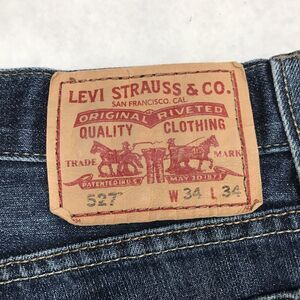 LEVI STRAUSS & CO.
SAN FRANCISCO, CAL.
ORIGINAL RIVETED
QUALITY CLOTHING
TRADE MARK
PATENTED IN U.S. MAY 20 1873
527 W 34 L 34